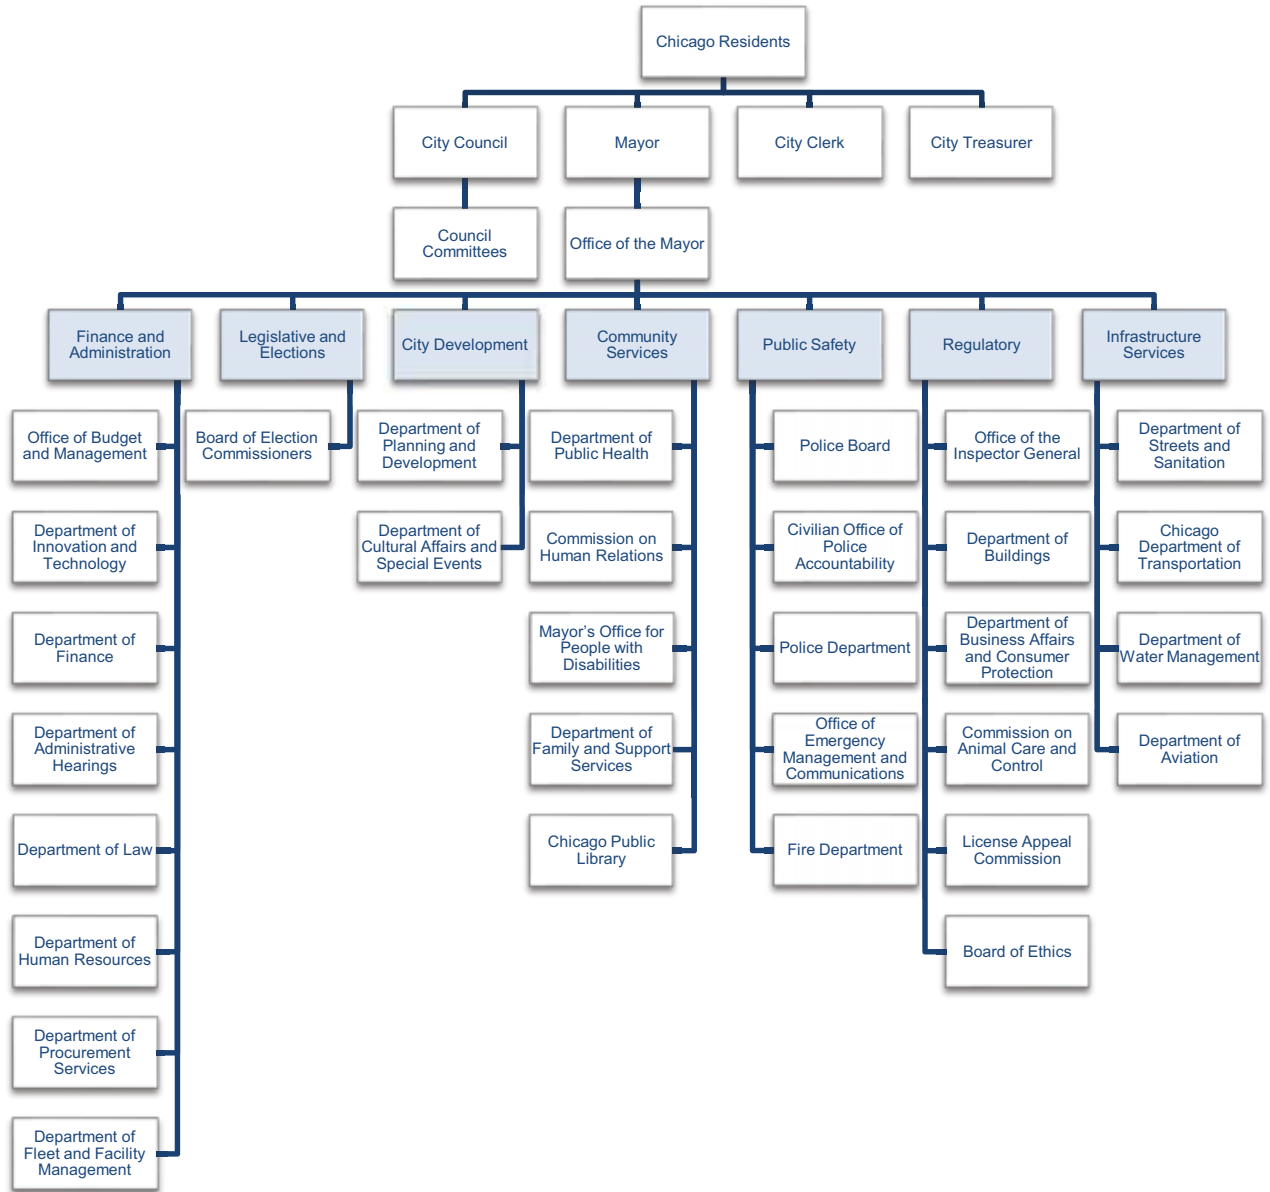 Chicago Residents
City Council
Mayor
City Clerk
City Treasurer
Council
Committees
Office of the Mayor
Finance and
Administration
Legislative and
Elections
City Development
Community
Services
Public Safety
Regulatory
Infrastructure
Services
Office of Budget
and Management
Department of
Innovation and
Technology
Department of
Finance
Department of
Administrative
Hearings
Department of Law
Department of
Human Resources
Department of
Procurement
Services
Department of
Fleet and Facility
Management
Board of Election
Commissioners
Department of
Planning and
Development
Department of
Cultural Affairs and
Special Events
Department of
Public Health
Commission on
Human Relations
Mayor's Office for
People with
Disabilities
Department of
Family and Support
Services
Chicago Public
Library
Police Board
Civilian Office of
Police
Accountability
Police Department
Office of
Emergency
Management and
Communications
Fire Department
Office of the
Inspector General
Department of
Buildings
Department of
Business Affairs
and Consumer
Protection
Commission on
Animal Care and
Control
License Appeal
Commission
Board of Ethics
Department of
Streets and
Sanitation
Chicago
Department of
Transportation
Department of
Water Management
Department of
Aviation